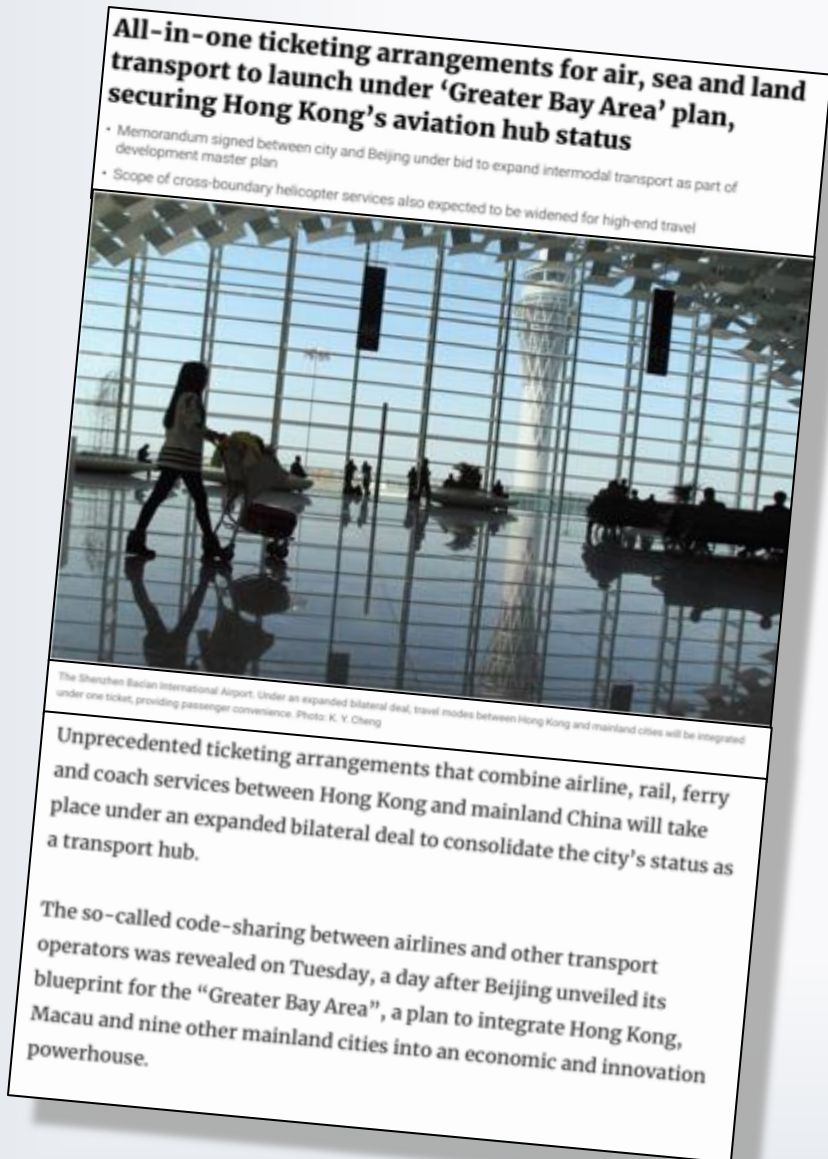 All-in-one ticketing arrangements for air, sea and land
transport to launch under ‘Greater Bay Area’ plan,
securing Hong Kong’s aviation hub status
• Memorandum signed between city and Beijing under bid to expand intermodal transport as part of
development master plan
• Scope of cross-boundary helicopter services also expected to be widened for high-end travel
The Shenzhen Bao'an International Airport. Under an expanded bilateral deal, travel modes between Hong Kong and mainland cities will be integrated
under one ticket, providing passenger convenience. Photo: K. Y. Cheng
Unprecedented ticketing arrangements that combine airline, rail, ferry
and coach services between Hong Kong and mainland China will take
place under an expanded bilateral deal to consolidate the city’s status as
a transport hub.
The so-called code-sharing between airlines and other transport
operators was revealed on Tuesday, a day after Beijing unveiled its
blueprint for the “Greater Bay Area”, a plan to integrate Hong Kong,
Macau and nine other mainland cities into an economic and innovation
powerhouse.